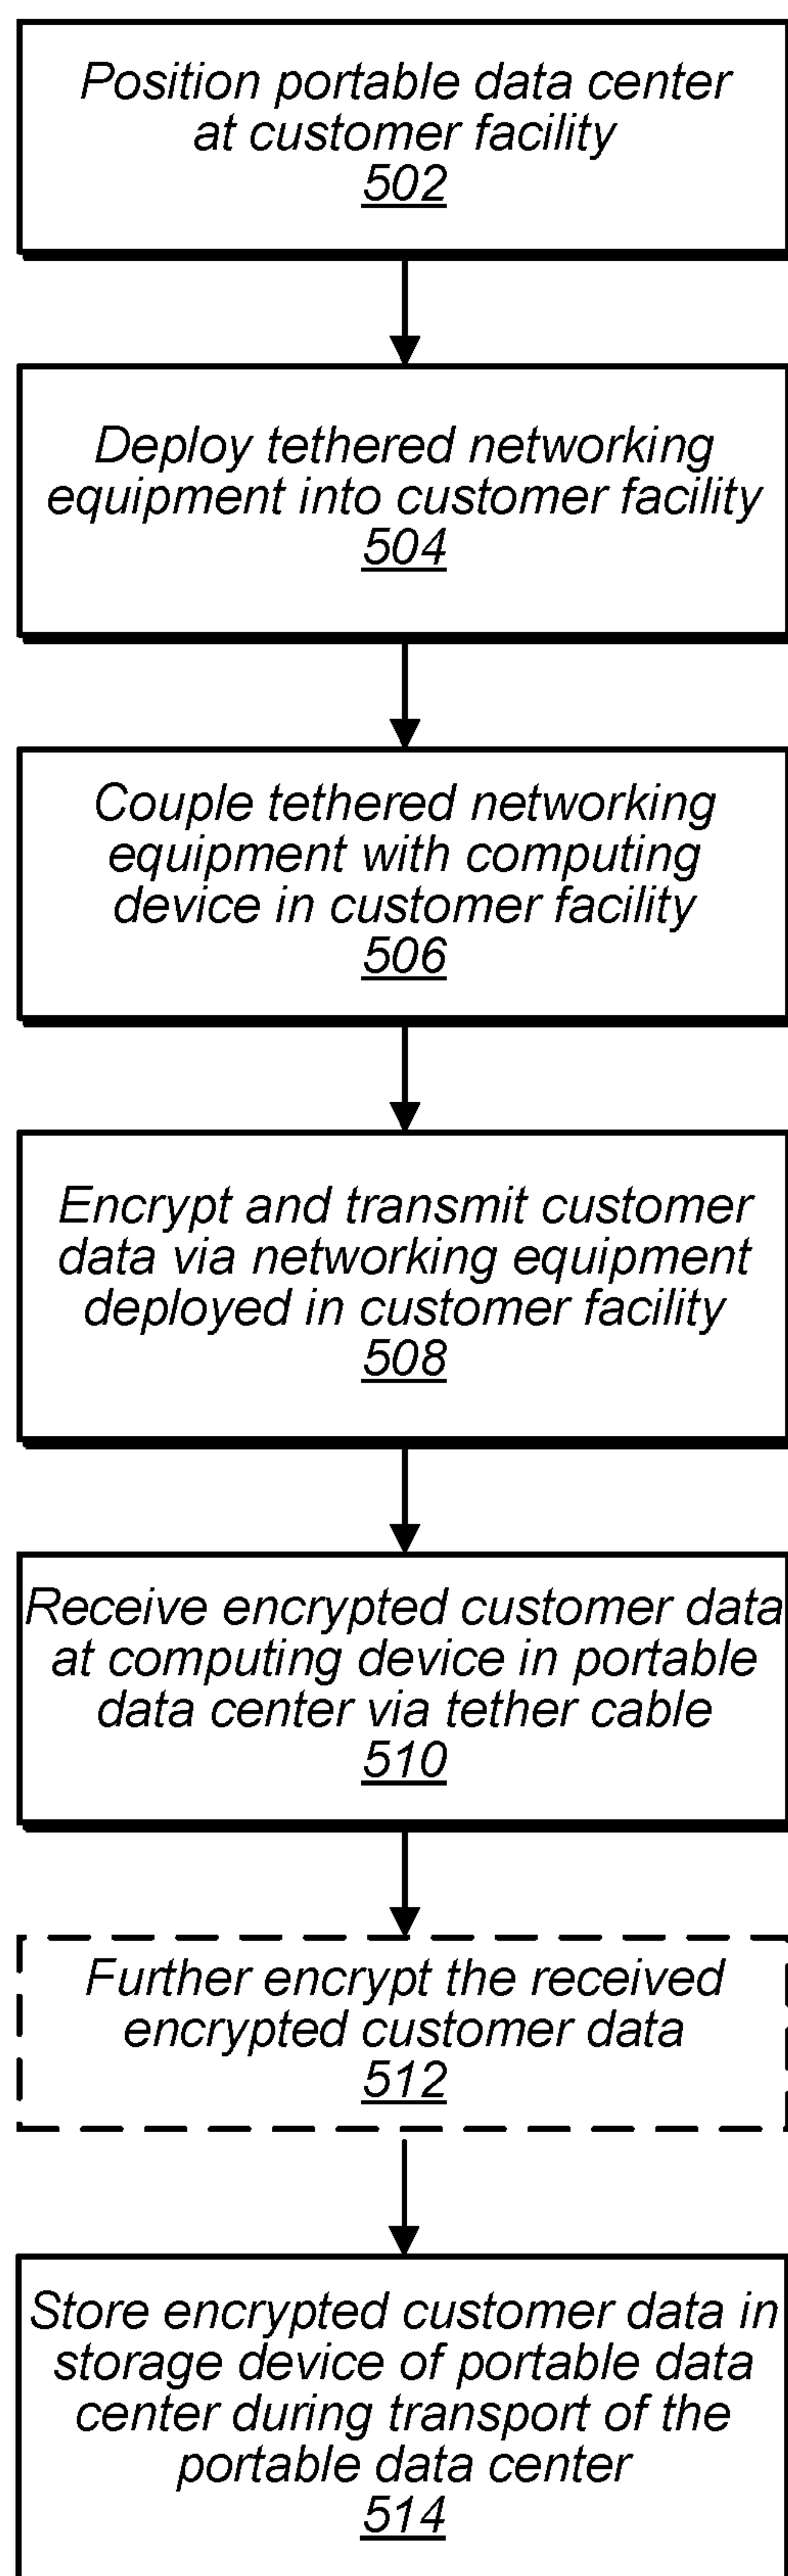 Position portable data center
at customer facility
502
Deploy tethered networking
equipment into customer facility
504
Couple tethered networking
equipment with computing
device in customer facility
506
Encrypt and transmit customer
data via networking equipment
deployed in customer facility
508
Receive encrypted customer data
at computing device in portable
data center via tether cable
510
Further encrypt the received
encrypted customer data
512
Store encrypted customer data in
storage device of portable data
center during transport of the
portable data center
514